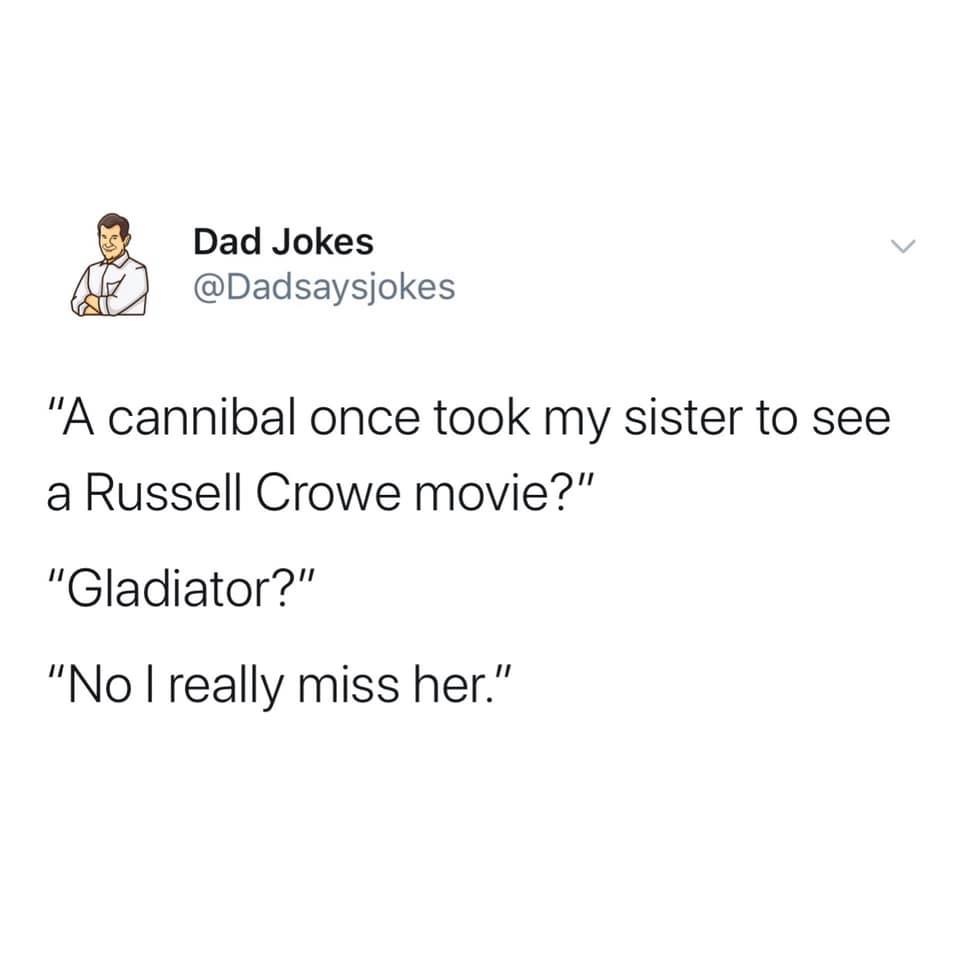 Dad Jokes
@Dadsaysjokes
"A cannibal once took my sister to see
a Russell Crowe movie?"
"Gladiator?"
"No I really miss her."